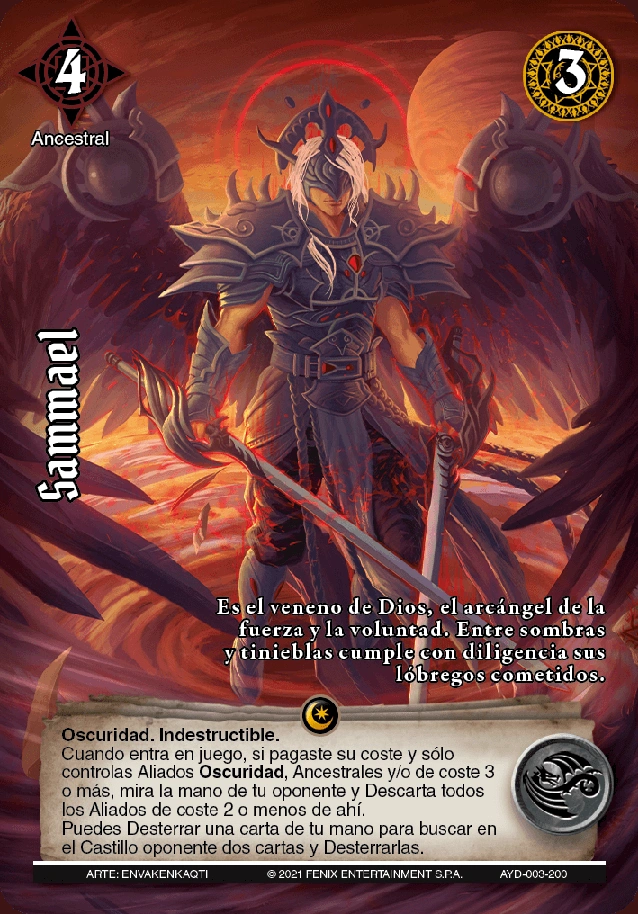 4
3
Ancestral
Sammael
Es el veneno de Dios, el arcángel de la
fuerza y la voluntad. Entre sombras
y tinieblas cumple con diligencia sus
lóbregos cometidos.
Oscuridad. Indestructible.
Cuando entra en juego, si pagaste su coste y sólo
controlas Aliados Oscuridad, Ancestrales y/o de coste 3
o más, mira la mano de tu oponente y Descarta todos
los Aliados de coste 2 o menos de ahí.
Puedes Desterrar una carta de tu mano para buscar en
el Castillo oponente dos cartas y Desterrarlas.
ARTE: ENVAKENKAQTI © 2021 FENIX ENTERTAINMENT S.P.A. AYD-003-200